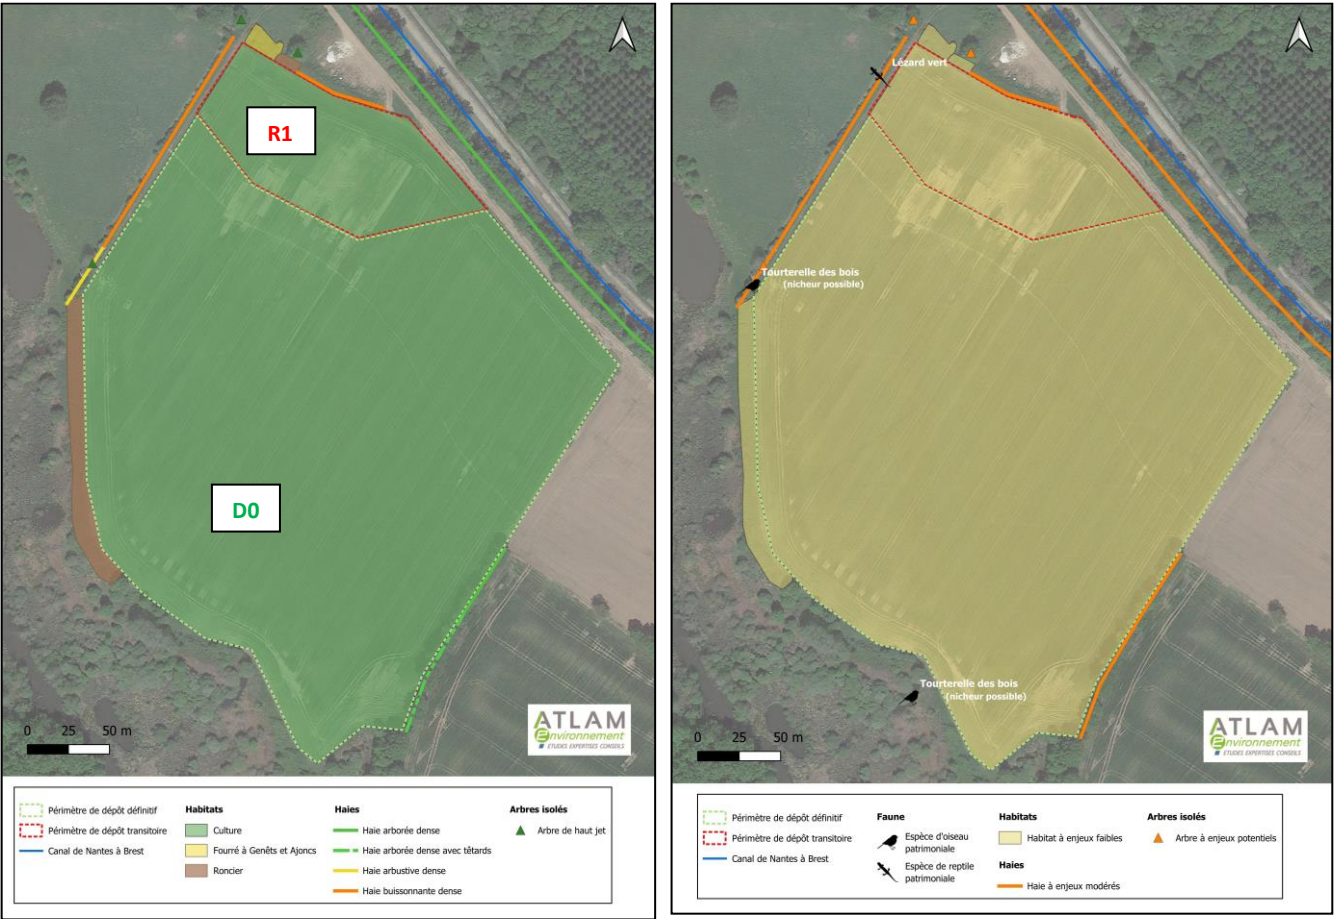 R1
D0
0 25 50 m
ATLAM
environnement
ETUDES EXPERTISES CONSEILS
Périmètre de dépôt définitif
Périmètre de dépôt transitoire
Canal de Nantes à Brest
Habitats
Culture
Fourré à Genêts et Ajoncs
Roncier
Haies
Haie arborée dense
Haie arborée dense avec têtards
Haie arbustive dense
Haie buissonnante dense
Arbres isolés
Arbre de haut jet
Lézard vert
Tourterelle des bois
(nicheur possible)
Tourterelle des bois
(nicheur possible)
0 25 50 m
ATLAM
environnement
ETUDES EXPERTISES CONSEILS
Périmètre de dépôt définitif
Périmètre de dépôt transitoire
Canal de Nantes à Brest
Faune
Espèce d'oiseau
patrimoniale
Espèce de reptile
patrimoniale
Habitats
Habitat à enjeux faibles
Haies
Haie à enjeux modérés
Arbres isolés
Arbre à enjeux potentiels